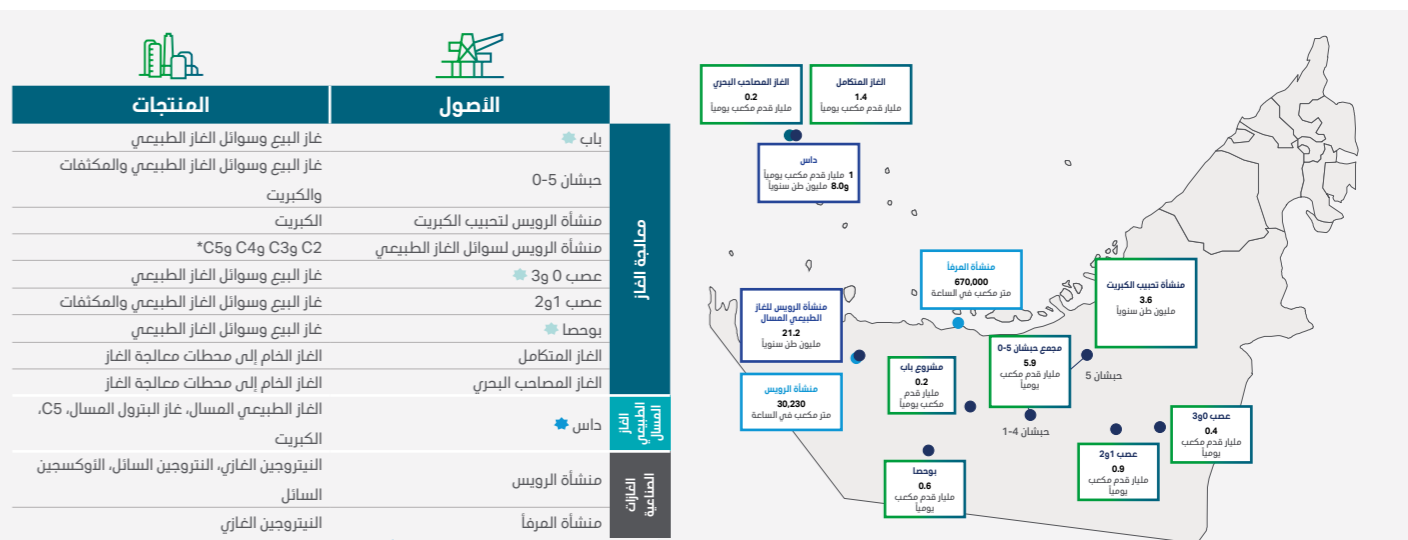 الأصول
المنتجات
معالجة الغاز
باب
غاز البيع وسوائل الغاز الطبيعي
حبشان 5-0
غاز البيع وسوائل الغاز الطبيعي والمكثفات
والكبريت
منشأة الرويس لتحبيب الكبريت
الكبريت
منشأة الرويس لسوائل الغاز الطبيعي
C2 وC3 وC4 وC5*
عصب 0 و3
غاز البيع وسوائل الغاز الطبيعي
عصب 1و2
غاز البيع وسوائل الغاز الطبيعي والمكثفات
بوحصا
غاز البيع وسوائل الغاز الطبيعي
الغاز المتكامل
الغاز الخام إلى محطات معالجة الغاز
الغاز المصاحب البحري
الغاز الخام إلى محطات معالجة الغاز
الغاز
الطبيعي
المسال
داس
الغاز الطبيعي المسال، غاز البترول المسال، C5،
الكبريت
الغازات
الصناعية
منشأة الرويس
النيتروجين الغازي، النتروجين السائل، الأوكسجين
السائل
منشأة المرفأ
النيتروجين الغازي
الغاز المتكامل
1.4
مليار قدم مكعب يومياً
الغاز المصاحب البحري
0.2
مليار قدم مكعب يومياً
داس
1 مليار قدم مكعب يومياً
و8.0 مليون طن سنوياً
منشأة المرفأ
670,000
متر مكعب في الساعة
منشأة تحبيب الكبريت
3.6
مليون طن سنوياً
منشأة الرويس للغاز
الطبيعي المسال
21.2
مليون طن سنوياً
منشأة الرويس
30,230
متر مكعب في الساعة
مجمع حبشان 5-0
5.9
مليار قدم مكعب
يومياً
حبشان 5
مشروع باب
0.2
مليار قدم
مكعب يومياً
حبشان 4-1
عصب 0و3
0.4
مليار قدم مكعب
يومياً
عصب 1و2
0.9
مليار قدم مكعب
يومياً
بوحصا
0.6
مليار قدم مكعب
يومياً